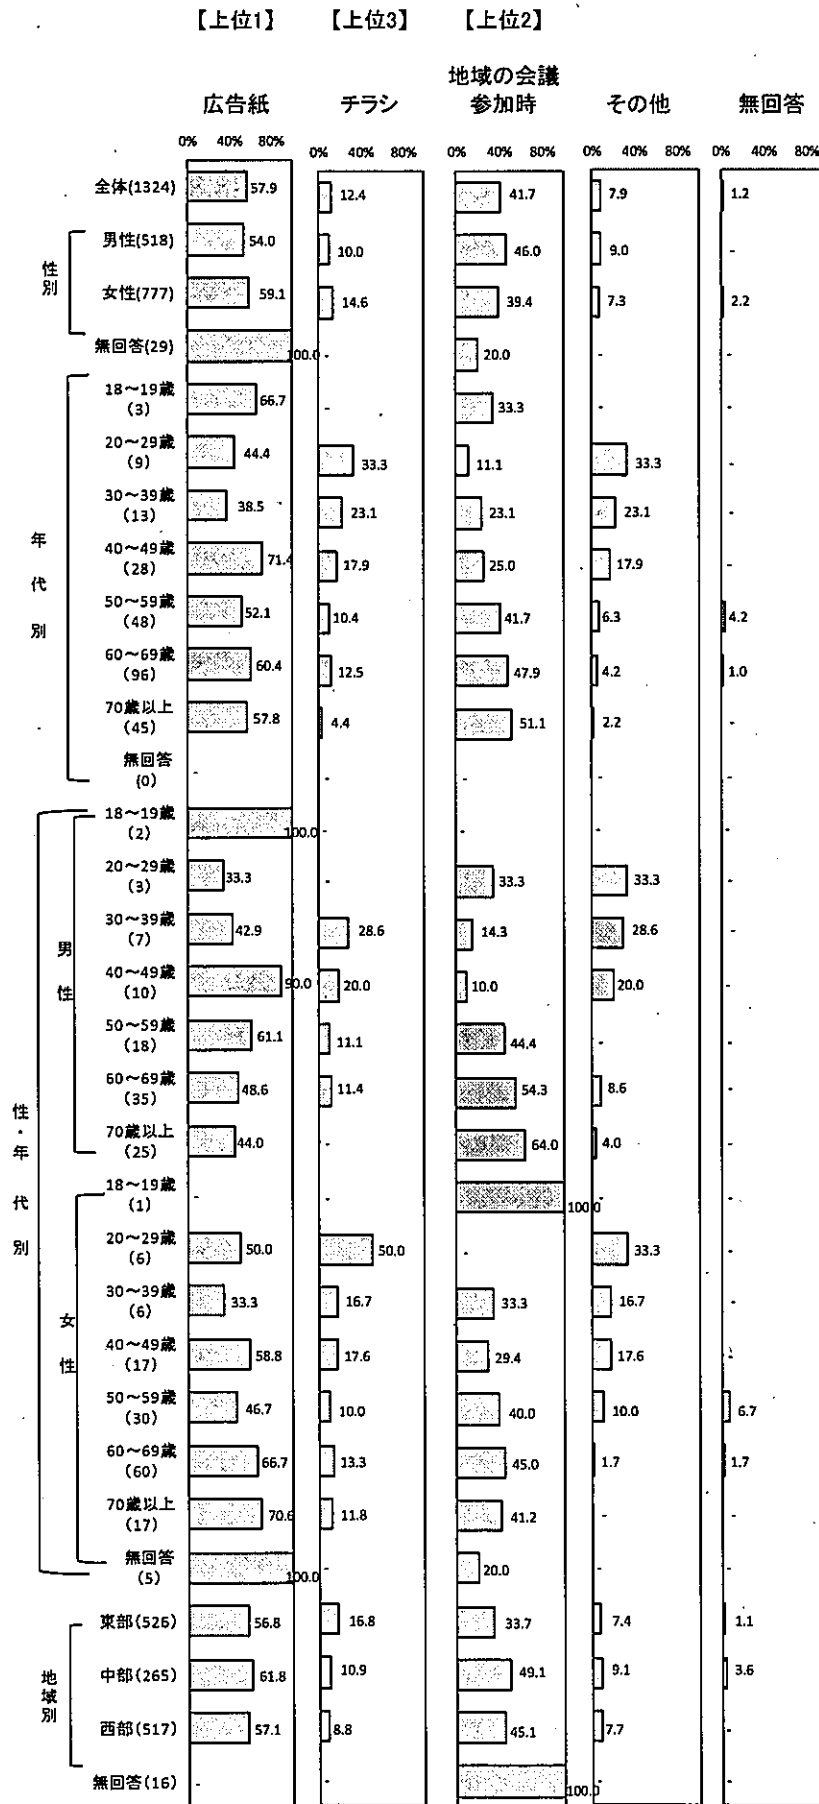 【上位1】 【上位3】 【上位2】
地域の会議
広告紙 チラシ 参加時 その他 無回答
0% 40% 80% 0% 40% 80% 0% 40% 80% 0% 40% 80% 0% 40% 80%
全体(1324) 57.9 12.4 41.7 7.9 1.2
性別
男性(518) 54.0 10.0 46.0 9.0 -
女性(777) 59.1 14.6 39.4 7.3 2.2
無回答(29) 100.0 - 20.0 - -
年代別
18～19歳
(3) 66.7 - 33.3 - -
20～29歳
(9) 44.4 33.3 11.1 33.3 -
30～39歳
(13) 38.5 23.1 23.1 23.1 -
40～49歳
(28) 71.4 17.9 25.0 17.9 -
50～59歳
(48) 52.1 10.4 41.7 6.3 4.2
60～69歳
(96) 60.4 12.5 47.9 4.2 1.0
70歳以上
(45) 57.8 4.4 51.1 2.2 -
無回答
(0) - - - - -
性・年代別
男性
18～19歳
(2) 100.0 - - - -
20～29歳
(3) 33.3 - 33.3 33.3 -
30～39歳
(7) 42.9 28.6 14.3 28.6 -
40～49歳
(10) 90.0 20.0 10.0 20.0 -
50～59歳
(18) 61.1 11.1 44.4 - -
60～69歳
(35) 48.6 11.4 54.3 8.6 -
70歳以上
(25) 44.0 - 64.0 4.0 -
女性
18～19歳
(1) - - 100.0 - -
20～29歳
(6) 50.0 50.0 - 33.3 -
30～39歳
(6) 33.3 16.7 33.3 16.7 -
40～49歳
(17) 58.8 17.6 29.4 17.6 -
50～59歳
(30) 46.7 10.0 40.0 10.0 6.7
60～69歳
(60) 66.7 13.3 45.0 1.7 1.7
70歳以上
(17) 70.6 11.8 41.2 - -
無回答
(5) 100.0 - 20.0 - -
地域別
東部(526) 56.8 16.8 33.7 7.4 1.1
中部(265) 61.8 10.9 49.1 9.1 3.6
西部(517) 57.1 8.8 45.1 7.7 -
無回答(16) - - 100.0 - -